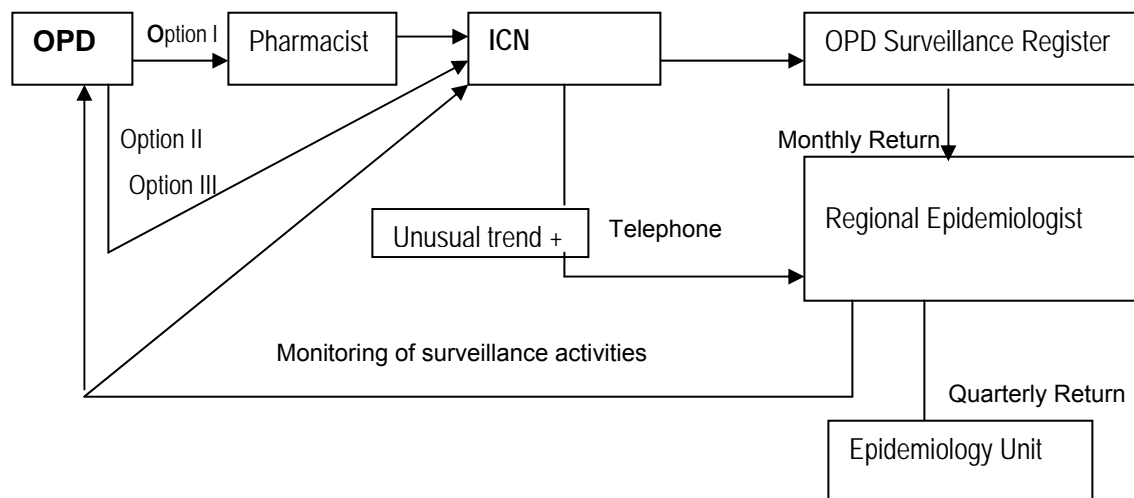 OPD
Option I
Pharmacist
ICN
OPD Surveillance Register
Option II
Option III
Monthly Return
Regional Epidemiologist
Unusual trend +
Telephone
Monitoring of surveillance activities
Quarterly Return
Epidemiology Unit